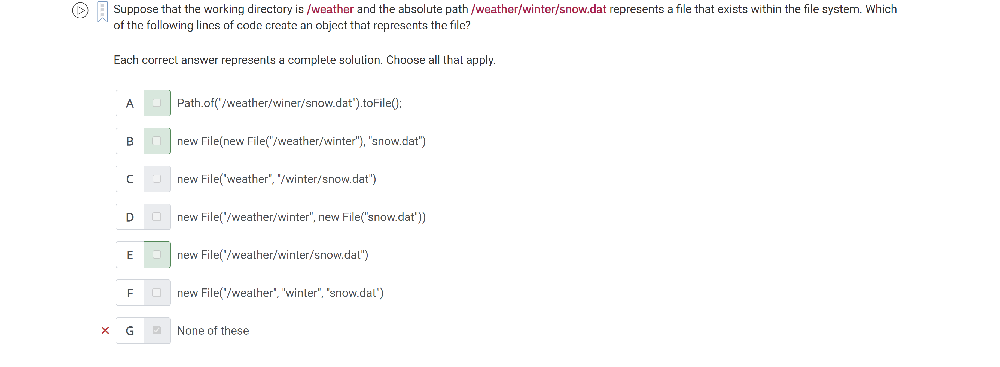 Suppose that the working directory is /weather and the absolute path /weather/winter/snow.dat represents a file that exists within the file system. Which
of the following lines of code create an object that represents the file?
Each correct answer represents a complete solution. Choose all that apply.
A Path.of("/weather/winer/snow.dat").toFile();
B new File(new File("/weather/winter"), "snow.dat")
C new File("weather", "/winter/snow.dat")
D new File("/weather/winter", new File("snow.dat"))
E new File("/weather/winter/snow.dat")
F new File("/weather", "winter", "snow.dat")
G None of these